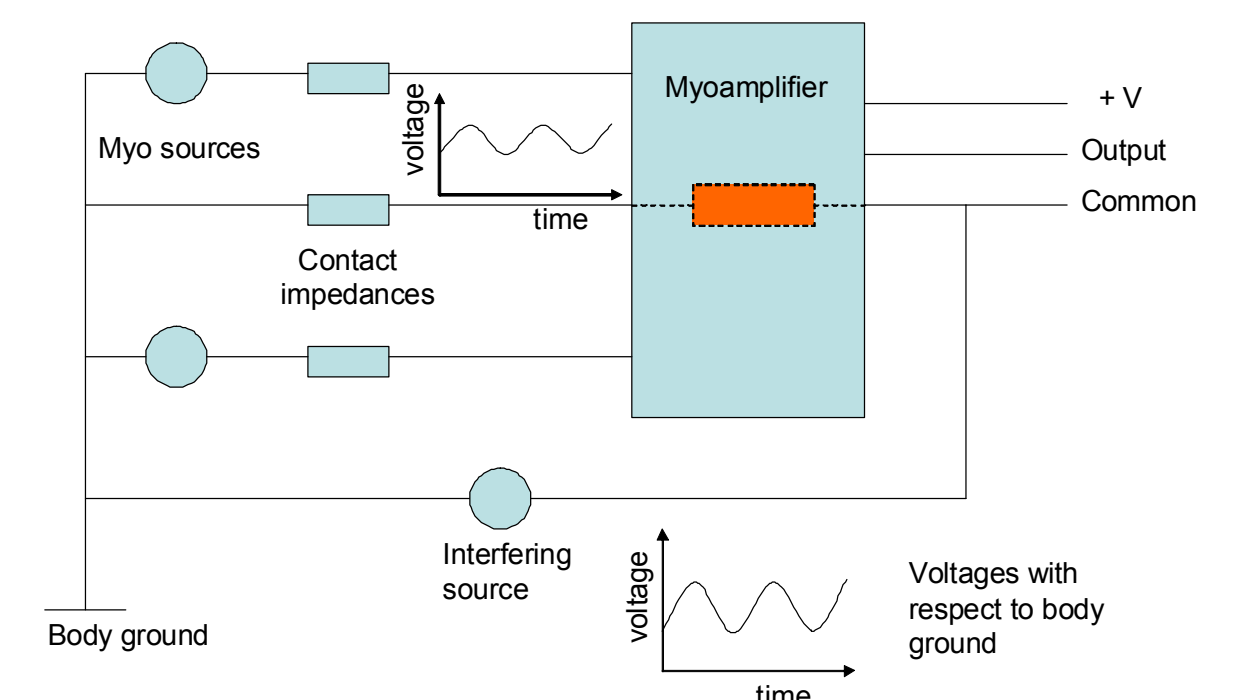 Myoamplifier
+ V
Output
Common
Myo sources
voltage
time
Contact
impedances
Interfering
source
voltage
time
Voltages with
respect to body
ground
Body ground